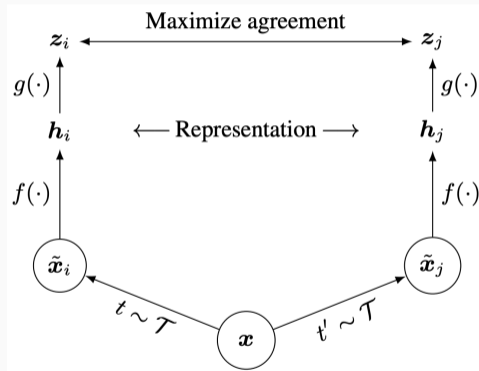 Maximize agreement
z_i z_j
g(·) g(·)
h_i ← Representation → h_j
f(·) f(·)
x̃_i x̃_j
t ∼ 𝒯 t′ ∼ 𝒯
x